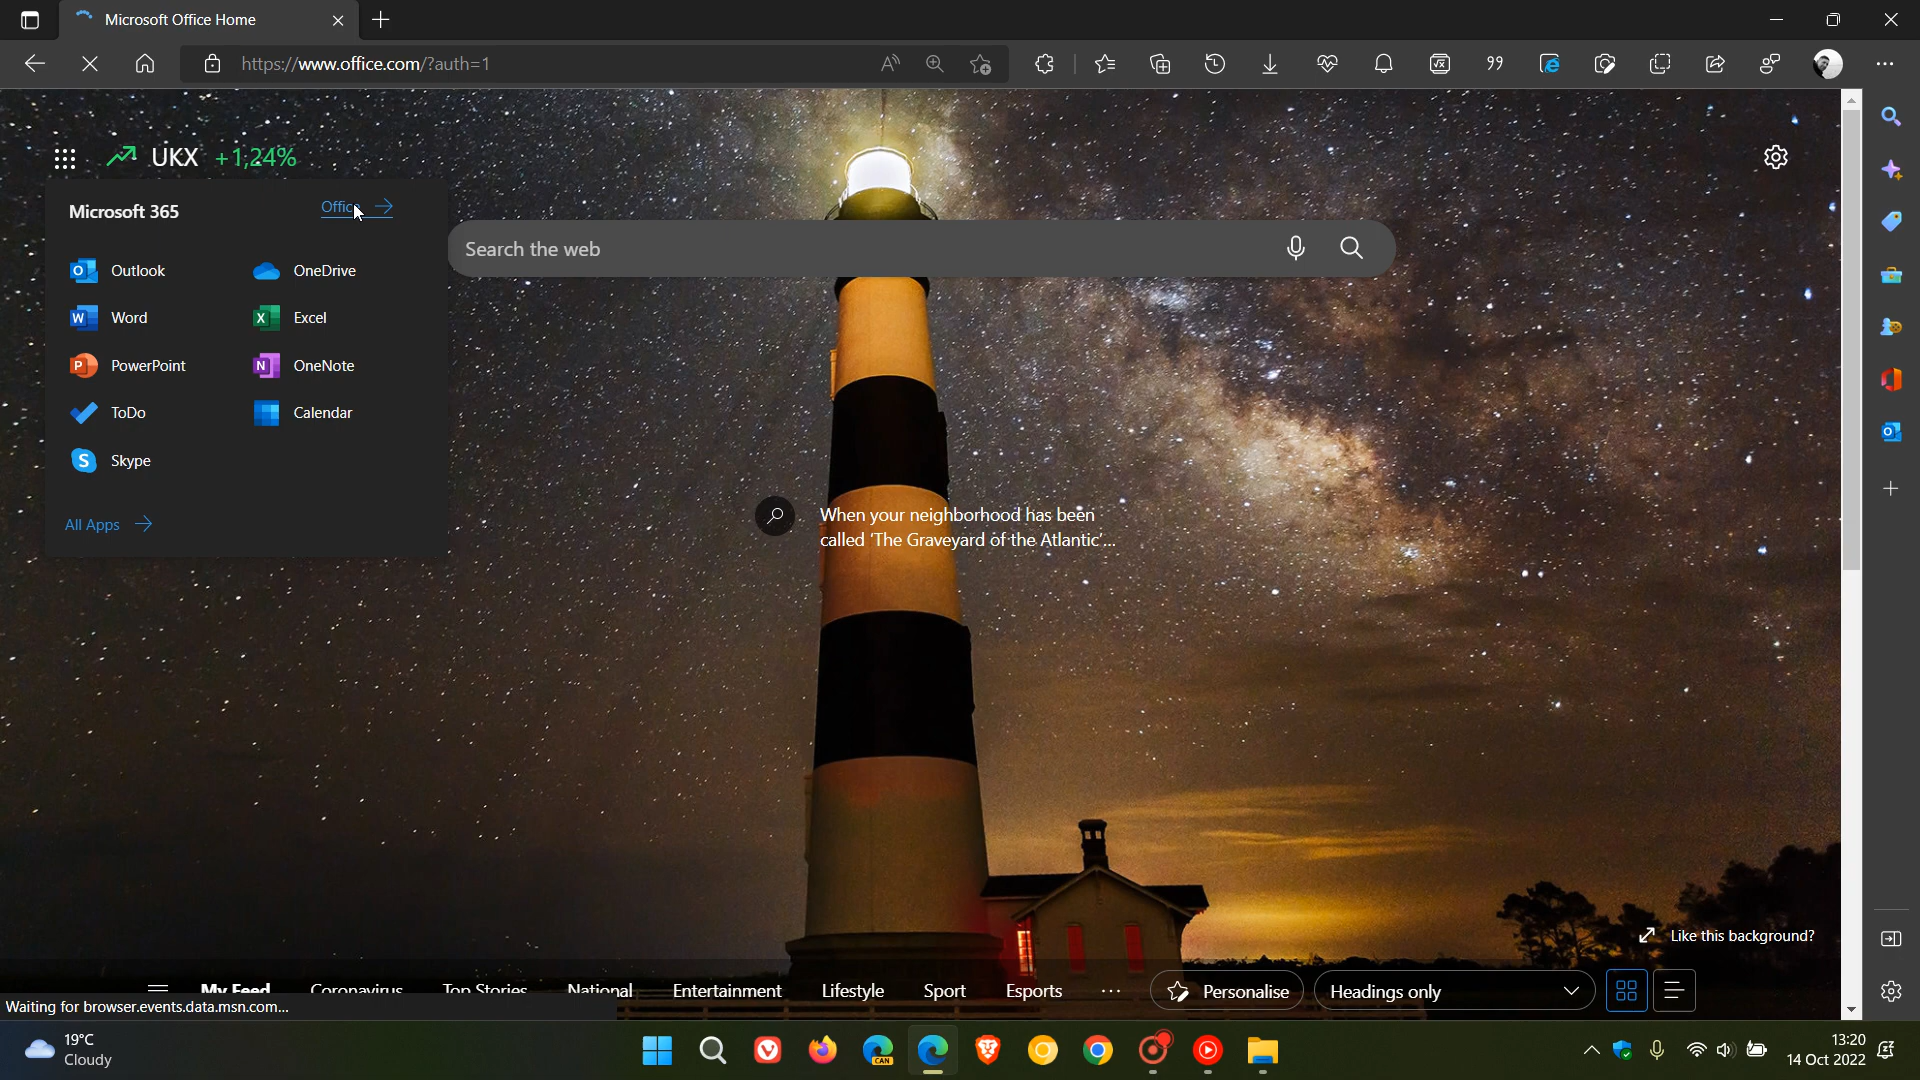 Microsoft Office Home
https://www.office.com/?auth=1
UKX +1,24%
Microsoft 365
Office
Search the web
Outlook
OneDrive
Word
Excel
PowerPoint
OneNote
ToDo
Calendar
Skype
All Apps
When your neighborhood has been
called 'The Graveyard of the Atlantic'...
Like this background?
My Feed Coronavirus Top Stories National Entertainment Lifestyle Sport Esports ... Personalise Headings only
Waiting for browser.events.data.msn.com...
19°C
Cloudy
CAN
13:20
14 Oct 2022